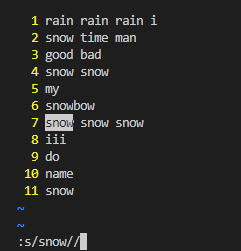 1 rain rain rain i
2 snow time man
3 good bad
4 snow snow
5 my
6 snowbow
7 snow snow snow
8 iii
9 do
10 name
11 snow
~
~
:s/snow//